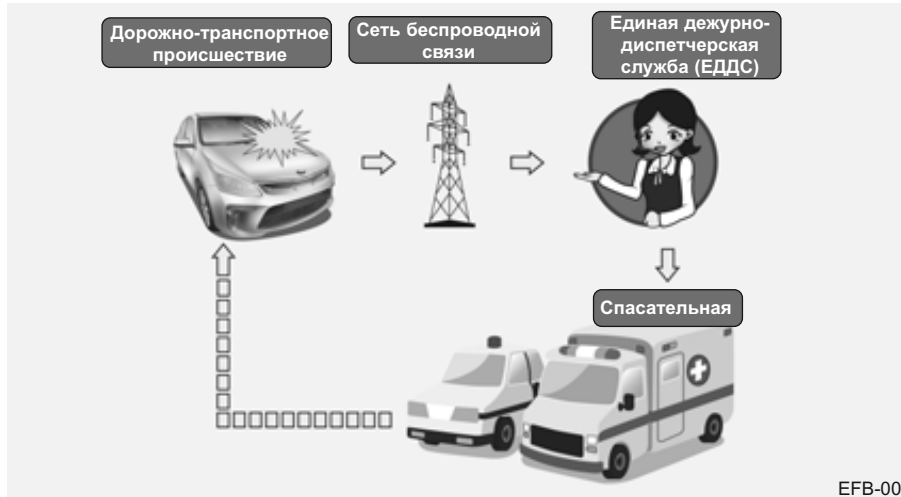 Дорожно-транспортное
происшествие
Сеть беспроводной
связи
Единая дежурно-
диспетчерская
служба (ЕДДС)
Спасательная
EFB-00